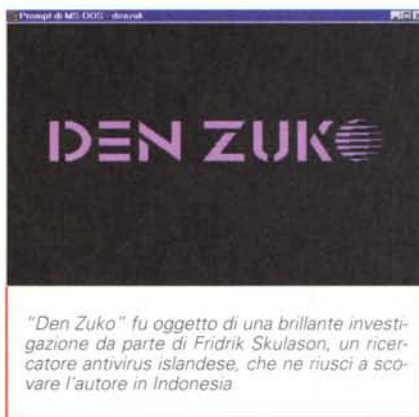 Prompt di MS-DOS - denzuk
DEN ZUKO
"Den Zuko" fu oggetto di una brillante investi-
gazione da parte di Fridrik Skulason, un ricer-
catore antivirus islandese, che ne riuscì a sco-
vare l'autore in Indonesia